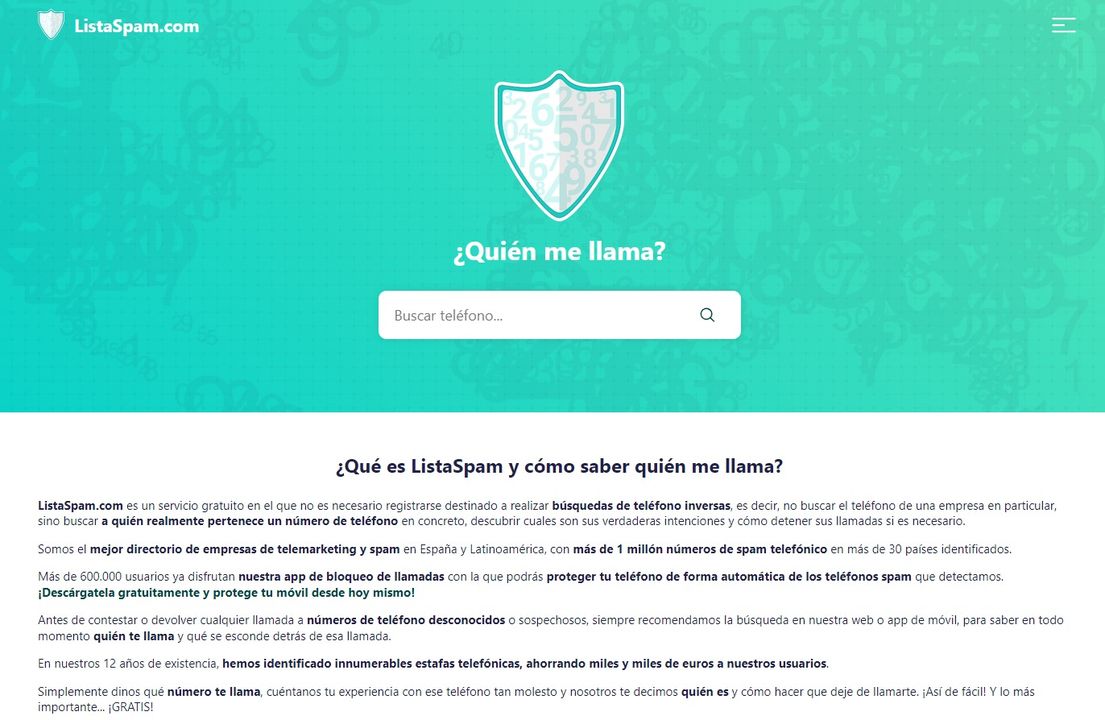 ListaSpam.com
¿Quién me llama?
Buscar teléfono...
¿Qué es ListaSpam y cómo saber quién me llama?
ListaSpam.com es un servicio gratuito en el que no es necesario registrarse destinado a realizar búsquedas de teléfono inversas, es decir, no buscar el teléfono de una empresa en particular,
sino buscar a quién realmente pertenece un número de teléfono en concreto, descubrir cuales son sus verdaderas intenciones y cómo detener sus llamadas si es necesario.
Somos el mejor directorio de empresas de telemarketing y spam en España y Latinoamérica, con más de 1 millón números de spam telefónico en más de 30 países identificados.
Más de 600.000 usuarios ya disfrutan nuestra app de bloqueo de llamadas con la que podrás proteger tu teléfono de forma automática de los teléfonos spam que detectamos.
¡Descárgatela gratuitamente y protege tu móvil desde hoy mismo!
Antes de contestar o devolver cualquier llamada a números de teléfono desconocidos o sospechosos, siempre recomendamos la búsqueda en nuestra web o app de móvil, para saber en todo
momento quién te llama y qué se esconde detrás de esa llamada.
En nuestros 12 años de existencia, hemos identificado innumerables estafas telefónicas, ahorrando miles y miles de euros a nuestros usuarios.
Simplemente dinos qué número te llama, cuéntanos tu experiencia con ese teléfono tan molesto y nosotros te decimos quién es y cómo hacer que deje de llamarte. ¡Así de fácil! Y lo más
importante... ¡GRATIS!